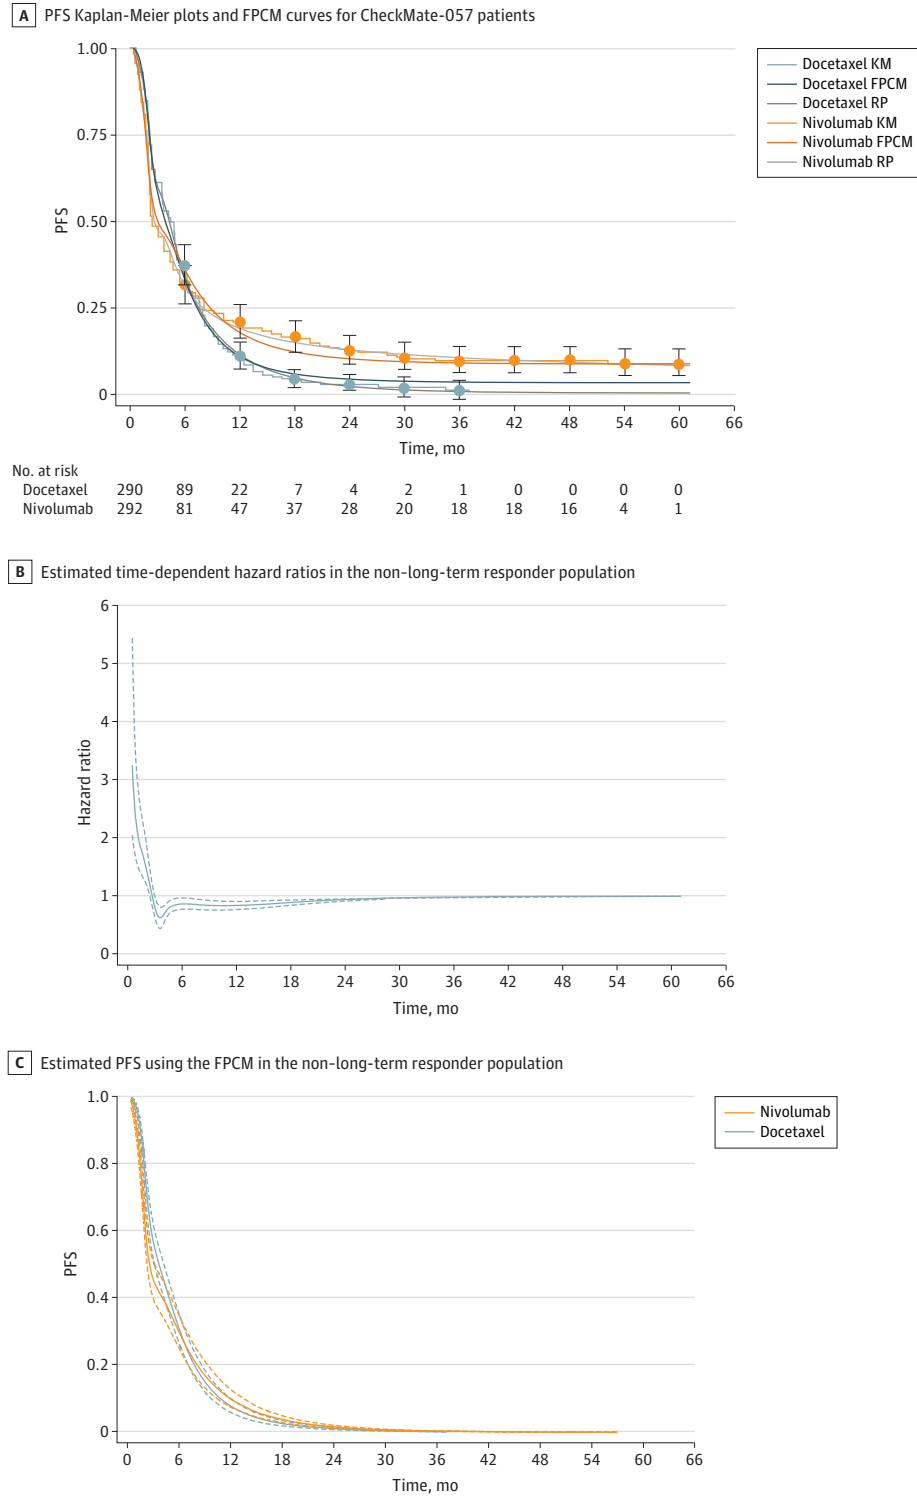 A PFS Kaplan-Meier plots and FPCM curves for CheckMate-057 patients
1.00
0.75
0.50
0.25
0
PFS
Docetaxel KM
Docetaxel FPCM
Docetaxel RP
Nivolumab KM
Nivolumab FPCM
Nivolumab RP
0 6 12 18 24 30 36 42 48 54 60 66
Time, mo
No. at risk
Docetaxel 290 89 22 7 4 2 1 0 0 0 0
Nivolumab 292 81 47 37 28 20 18 18 16 4 1
B Estimated time-dependent hazard ratios in the non-long-term responder population
6
5
4
3
2
1
0
Hazard ratio
0 6 12 18 24 30 36 42 48 54 60 66
Time, mo
C Estimated PFS using the FPCM in the non-long-term responder population
1.0
0.8
0.6
0.4
0.2
0
PFS
Nivolumab
Docetaxel
0 6 12 18 24 30 36 42 48 54 60 66
Time, mo